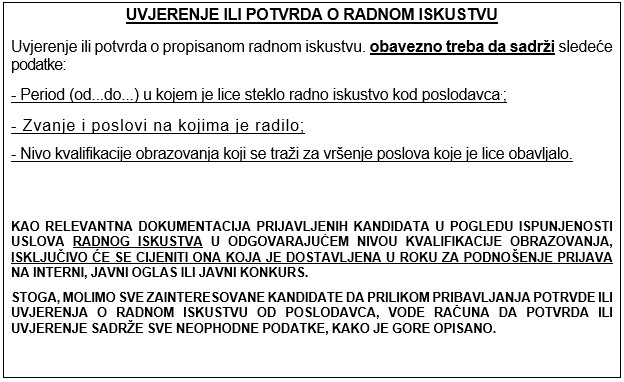 UVJERENJE ILI POTVRDA O RADNOM ISKUSTVU
Uvjerenje ili potvrda o propisanom radnom iskustvu. obavezno treba da sadrži sledeće
podatke:
- Period (od...do...) u kojem je lice steklo radno iskustvo kod poslodavca.;
- Zvanje i poslovi na kojima je radilo;
- Nivo kvalifikacije obrazovanja koji se traži za vršenje poslova koje je lice obavljalo.
KAO RELEVANTNA DOKUMENTACIJA PRIJAVLJENIH KANDIDATA U POGLEDU ISPUNJENOSTI
USLOVA RADNOG ISKUSTVA U ODGOVARAJUĆEM NIVOU KVALIFIKACIJE OBRAZOVANJA,
ISKLJUČIVO ĆE SE CIJENITI ONA KOJA JE DOSTAVLJENA U ROKU ZA PODNOŠENJE PRIJAVA
NA INTERNI, JAVNI OGLAS ILI JAVNI KONKURS.
STOGA, MOLIMO SVE ZAINTERESOVANE KANDIDATE DA PRILIKOM PRIBAVLJANJA POTRVDE ILI
UVJERENJA O RADNOM ISKUSTVU OD POSLODAVCA, VODE RAČUNA DA POTVRDA ILI
UVJERENJE SADRŽE SVE NEOPHODNE PODATKE, KAKO JE GORE OPISANO.